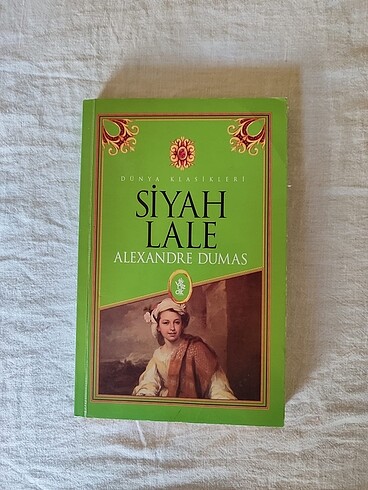 DÜNYA KLASİKLERİ
SİYAH
LALE
ALEXANDRE DUMAS